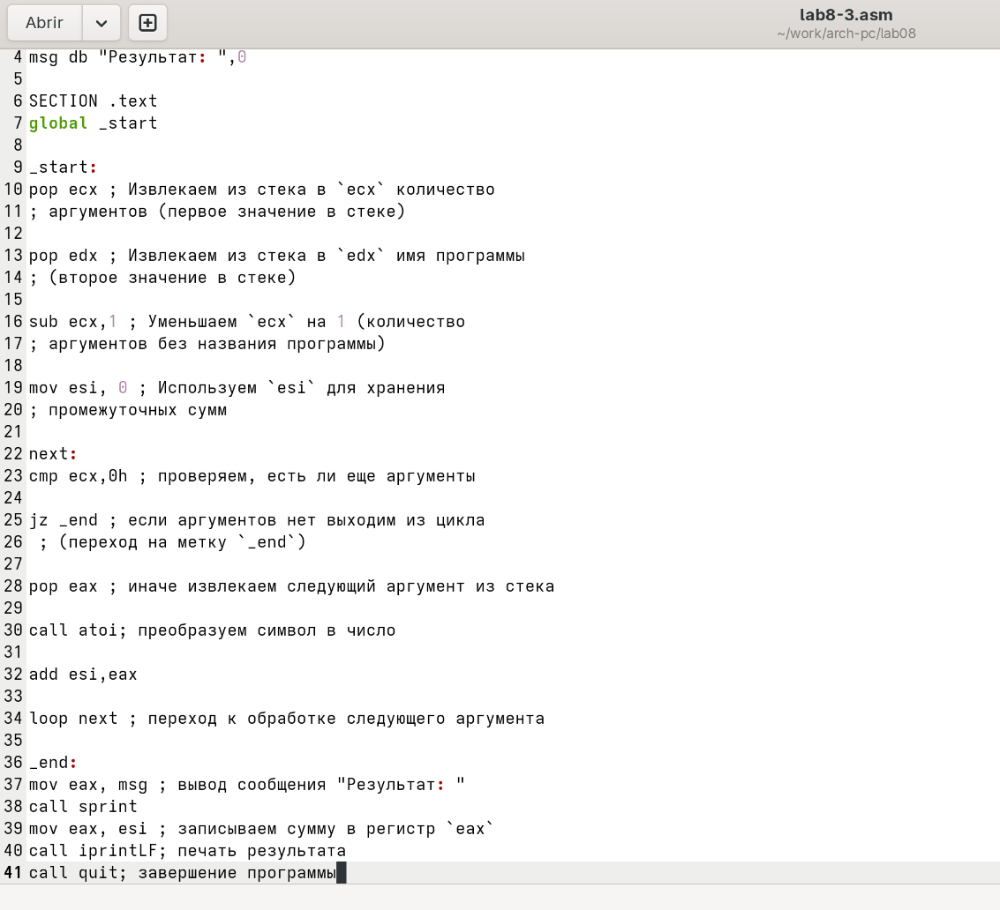 Abrir
lab8-3.asm
~/work/arch-pc/lab08
4 msg db "Результат: ",0
5
6 SECTION .text
7 global _start
8
9 _start:
10 pop ecx ; Извлекаем из стека в `ecx` количество
11 ; аргументов (первое значение в стеке)
12
13 pop edx ; Извлекаем из стека в `edx` имя программы
14 ; (второе значение в стеке)
15
16 sub ecx,1 ; Уменьшаем `ecx` на 1 (количество
17 ; аргументов без названия программы)
18
19 mov esi, 0 ; Используем `esi` для хранения
20 ; промежуточных сумм
21
22 next:
23 cmp ecx,0h ; проверяем, есть ли еще аргументы
24
25 jz _end ; если аргументов нет выходим из цикла
26  ; (переход на метку `_end`)
27
28 pop eax ; иначе извлекаем следующий аргумент из стека
29
30 call atoi; преобразуем символ в число
31
32 add esi,eax
33
34 loop next ; переход к обработке следующего аргумента
35
36 _end:
37 mov eax, msg ; вывод сообщения "Результат: "
38 call sprint
39 mov eax, esi ; записываем сумму в регистр `eax`
40 call iprintLF; печать результата
41 call quit; завершение программы